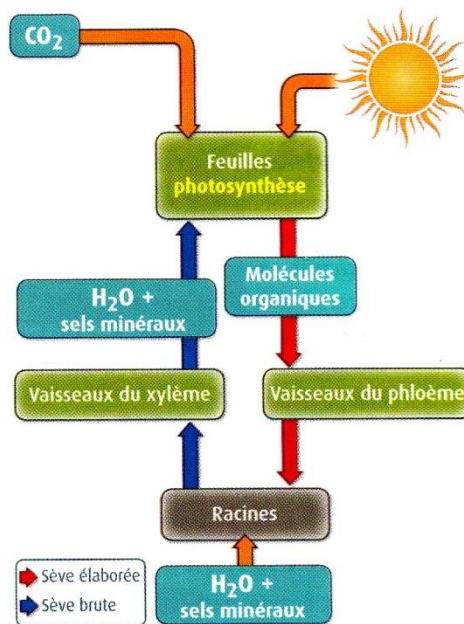 CO₂
Feuilles
photosynthèse
H₂O +
sels minéraux
Molécules
organiques
Vaisseaux du xylème
Vaisseaux du phloème
Racines
Sève élaborée
Sève brute
H₂O +
sels minéraux